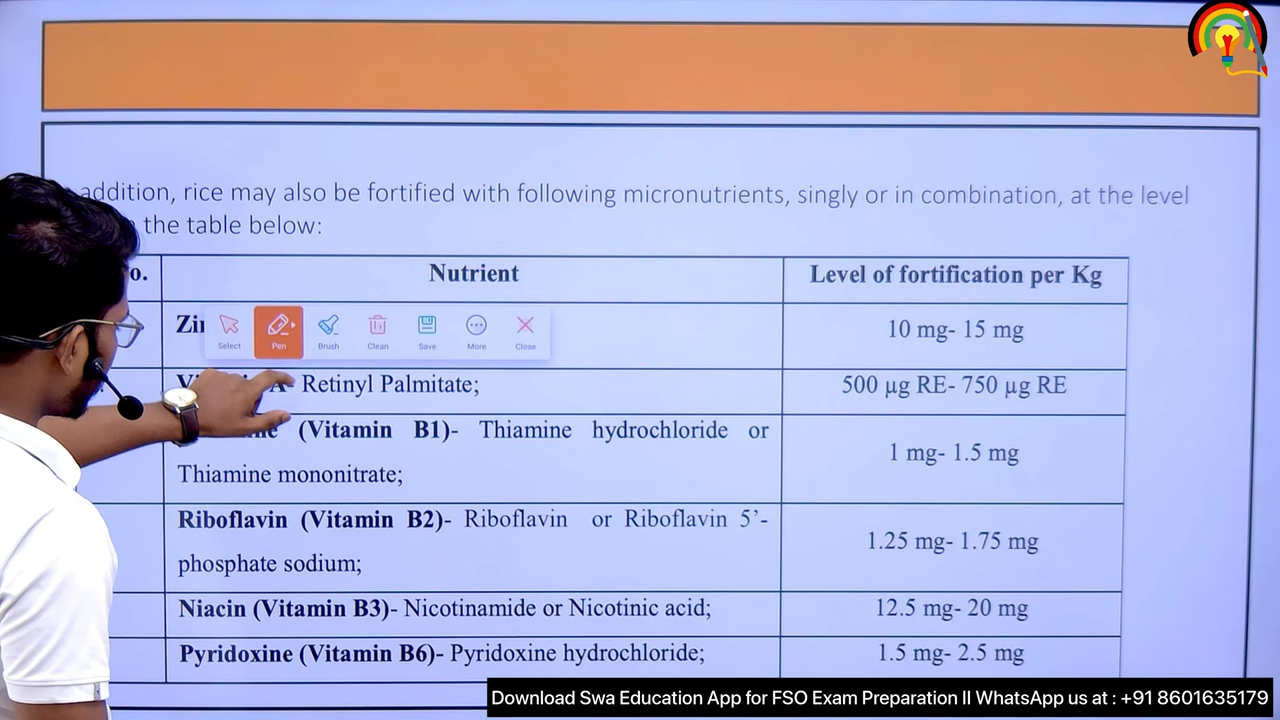 addition, rice may also be fortified with following micronutrients, singly or in combination, at the level
the table below:
Nutrient
Level of fortification per Kg
10 mg- 15 mg
Select
Pen
Brush
Clean
Save
More
Close
Retinyl Palmitate;
500 µg RE- 750 µg RE
(Vitamin B1)- Thiamine hydrochloride or
Thiamine mononitrate;
1 mg- 1.5 mg
Riboflavin (Vitamin B2)- Riboflavin or Riboflavin 5’-
phosphate sodium;
1.25 mg- 1.75 mg
Niacin (Vitamin B3)- Nicotinamide or Nicotinic acid;
12.5 mg- 20 mg
Pyridoxine (Vitamin B6)- Pyridoxine hydrochloride;
1.5 mg- 2.5 mg
Download Swa Education App for FSO Exam Preparation II WhatsApp us at : +91 8601635179